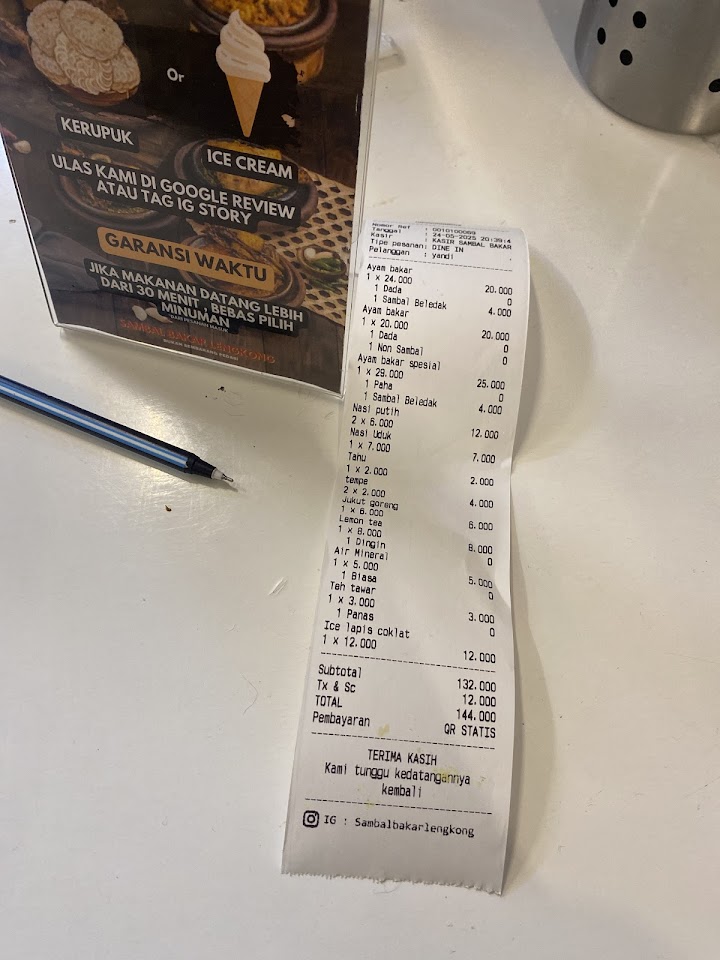 Or
KERUPUK
ICE CREAM
ULAS KAMI DI GOOGLE REVIEW
ATAU TAG IG STORY
GARANSI WAKTU
JIKA MAKANAN DATANG LEBIH
DARI 30 MENIT , BEBAS PILIH
MINUMAN
SAMBAL BAKAR LENGKONG
Nomor Ref : 0010100089
Tanggal : 24-05-2025 20:39:4
Kasir : KASIR SAMBAL BAKAR
Tipe pesanan: DINE IN
Pelanggan : yandi
Ayam bakar
1 x 24.000 20.000
1 Dada 0
1 Sambal Beledak 4.000
Ayam bakar
1 x 20.000 20.000
1 Dada 0
1 Non Sambal 0
Ayam bakar spesial
1 x 29.000 25.000
1 Paha 0
1 Sambal Beledak 4.000
Nasi putih
2 x 6.000 12.000
Nasi Uduk
1 x 7.000 7.000
Tahu
1 x 2.000 2.000
tempe
2 x 2.000 4.000
Jukut goreng
1 x 6.000 6.000
Lemon tea
1 x 8.000 8.000
1 Dingin 0
Air Mineral
1 x 5.000 5.000
1 Biasa 0
Teh tawar
1 x 3.000 3.000
1 Panas 0
Ice lapis coklat
1 x 12.000 12.000
Subtotal 132.000
Tx & Sc 12.000
TOTAL 144.000
Pembayaran QR STATIS
TERIMA KASIH
Kami tunggu kedatangannya
kembali
IG : Sambalbakarlengkong